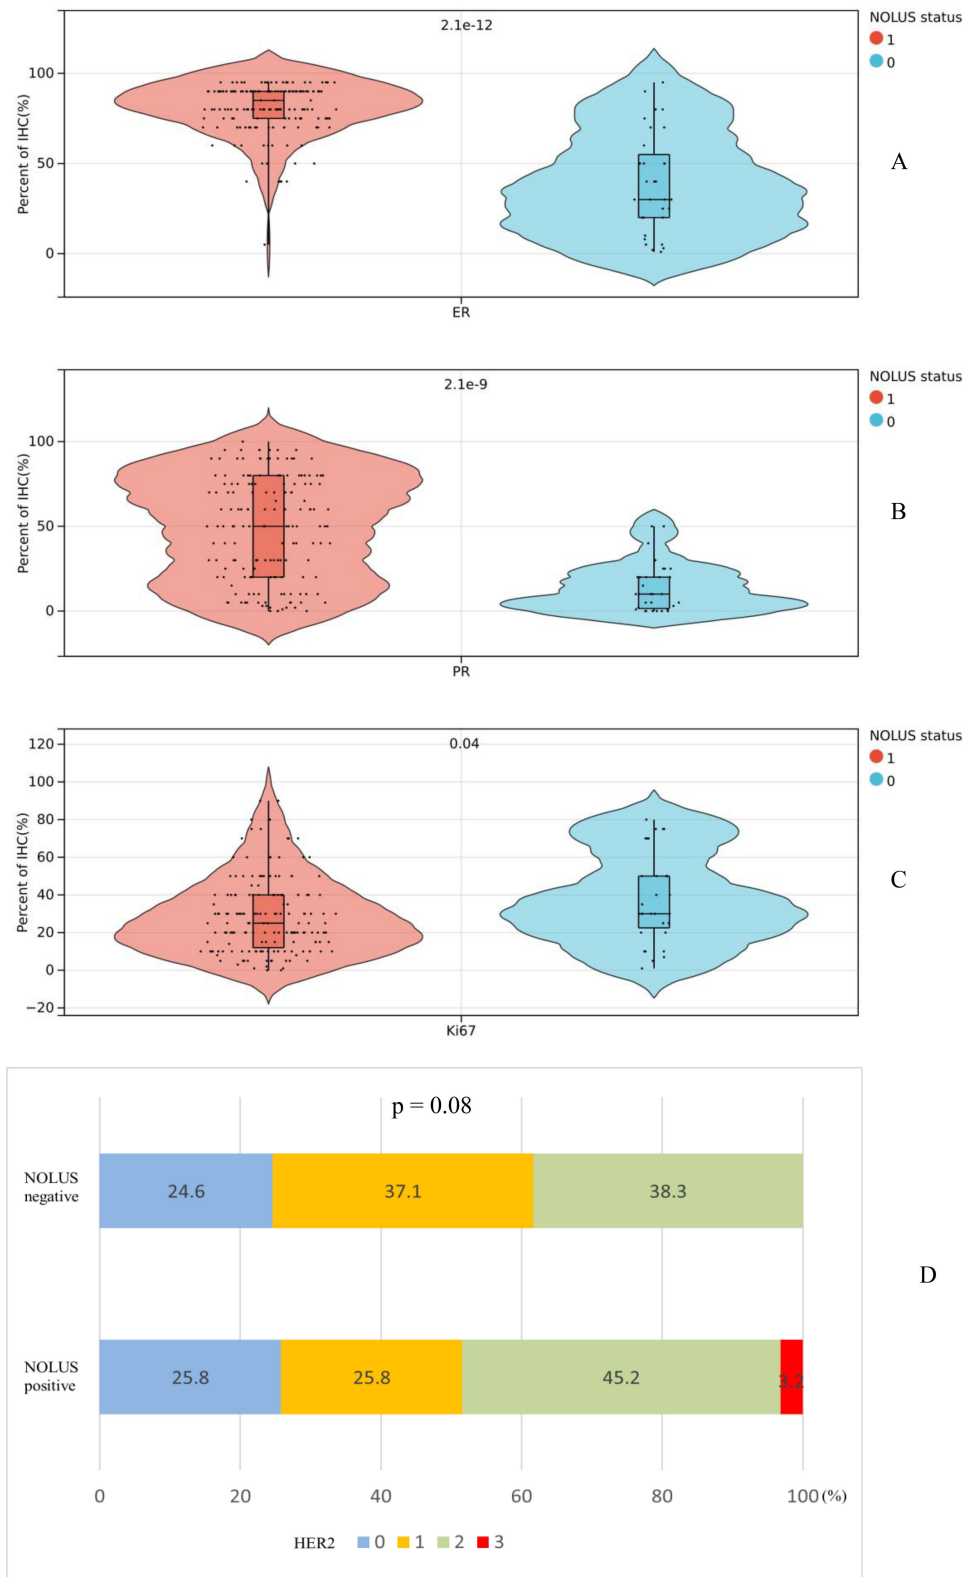 2.1e-12
NOLUS status
1
0
100
50
0
Percent of IHC(%)
ER
A
2.1e-9
NOLUS status
1
0
100
50
0
Percent of IHC(%)
PR
B
0.04
NOLUS status
1
0
120
100
80
60
40
20
0
−20
Percent of IHC(%)
Ki67
C
p = 0.08
NOLUS
negative
24.6 37.1 38.3
D
NOLUS
positive
25.8 25.8 45.2 3.2
0 20 40 60 80 100 (%)
HER2 0 1 2 3